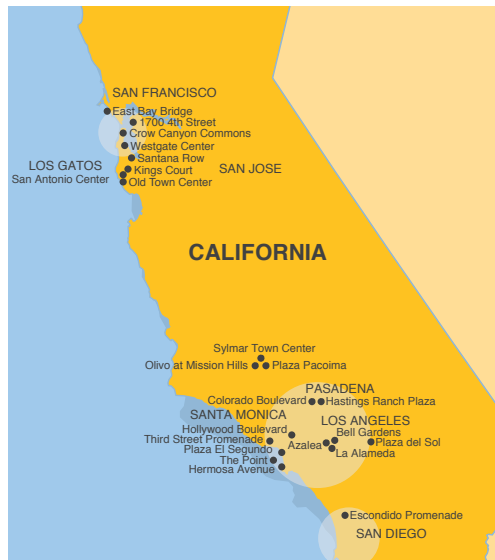 SAN FRANCISCO
East Bay Bridge
1700 4th Street
Crow Canyon Commons
Westgate Center
Santana Row
LOS GATOS
Kings Court
SAN JOSE
San Antonio Center
Old Town Center
CALIFORNIA
Sylmar Town Center
Olivo at Mission Hills
Plaza Pacoima
PASADENA
Colorado Boulevard
Hastings Ranch Plaza
SANTA MONICA
LOS ANGELES
Hollywood Boulevard
Bell Gardens
Third Street Promenade
Azalea
Plaza del Sol
Plaza El Segundo
La Alameda
The Point
Hermosa Avenue
Escondido Promenade
SAN DIEGO